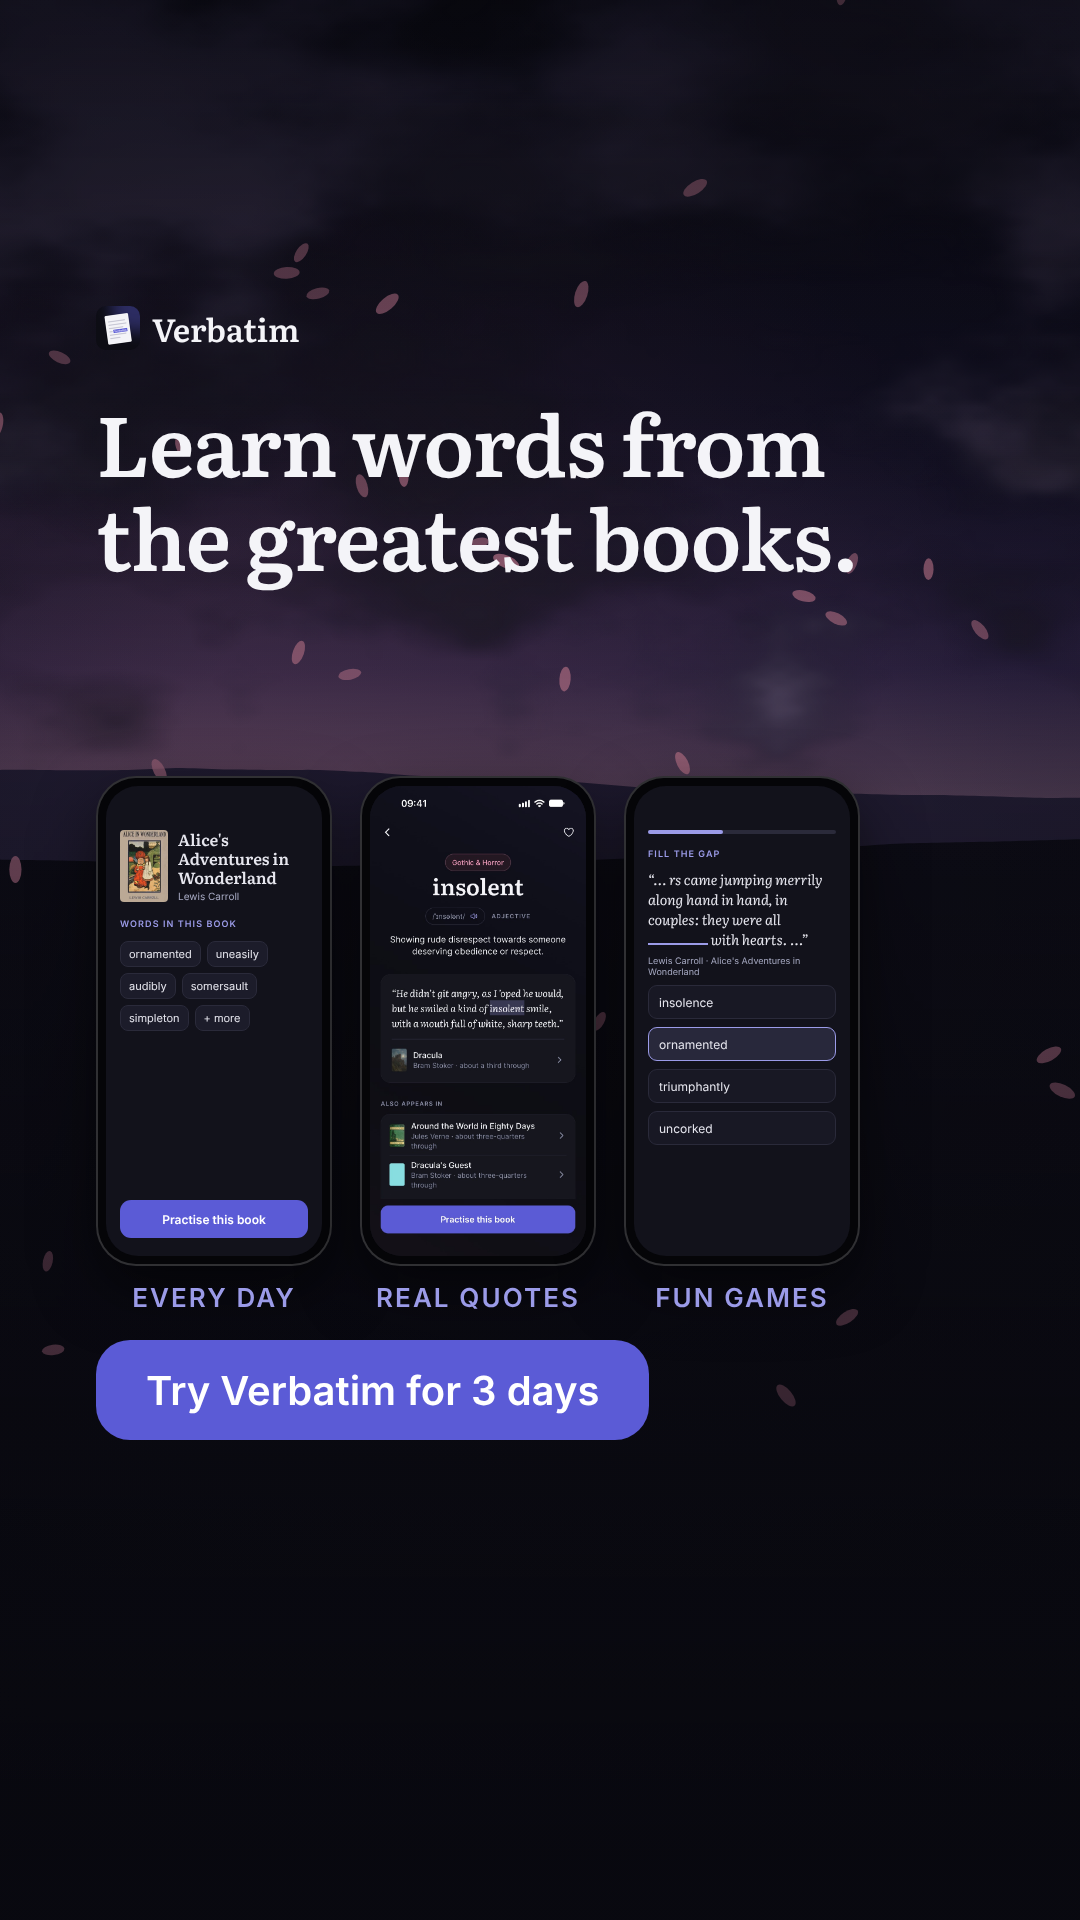 Verbatim
Learn words from
the greatest books.
ALICE IN WONDERLAND
Alice's
Adventures in
Wonderland
Lewis Carroll
WORDS IN THIS BOOK
ornamented
uneasily
audibly
somersault
simpleton
+ more
Practise this book
EVERY DAY
09:41
Gothic & Horror
insolent
/ˈɪnsələnt/
ADJECTIVE
Showing rude disrespect towards someone
deserving obedience or respect.
“He didn't git angry, as I 'oped he would,
but he smiled a kind of insolent smile,
with a mouth full of white, sharp teeth.”
Dracula
Bram Stoker · about a third through
ALSO APPEARS IN
Around the World in Eighty Days
Jules Verne · about three-quarters
through
Dracula's Guest
Bram Stoker · about three-quarters
through
Practise this book
REAL QUOTES
FILL THE GAP
“… rs came jumping merrily
along hand in hand, in
couples: they were all
______ with hearts. …”
Lewis Carroll · Alice's Adventures in
Wonderland
insolence
ornamented
triumphantly
uncorked
FUN GAMES
Try Verbatim for 3 days